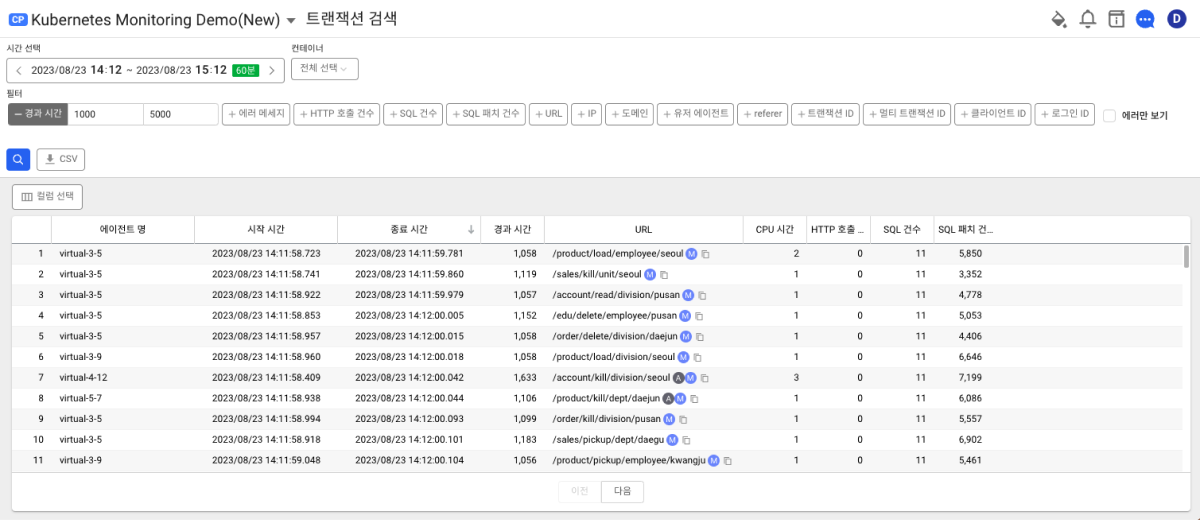 CP Kubernetes Monitoring Demo(New) 트랜잭션 검색 D
시간 선택 컨테이너
2023/08/23 14:12 ~ 2023/08/23 15:12 60분 전체 선택
필터
경과 시간 1000 5000 + 에러 메세지 + HTTP 호출 건수 + SQL 건수 + SQL 패치 건수 + URL + IP + 도메인 + 유저 에이전트 + referer + 트랜잭션 ID + 멀티 트랜잭션 ID + 클라이언트 ID + 로그인 ID 에러만 보기
CSV
컬럼 선택
에이전트 명 시작 시간 종료 시간 경과 시간 URL CPU 시간 HTTP 호출 ... SQL 건수 SQL 패치 건...
1 virtual-3-5 2023/08/23 14:11:58.723 2023/08/23 14:11:59.781 1,058 /product/load/employee/seoul M 2 0 11 5,850
2 virtual-3-5 2023/08/23 14:11:58.741 2023/08/23 14:11:59.860 1,119 /sales/kill/unit/seoul M 1 0 11 3,352
3 virtual-3-5 2023/08/23 14:11:58.922 2023/08/23 14:11:59.979 1,057 /account/read/division/pusan M 1 0 11 4,778
4 virtual-3-5 2023/08/23 14:11:58.853 2023/08/23 14:12:00.005 1,152 /edu/delete/employee/pusan M 1 0 11 5,053
5 virtual-3-5 2023/08/23 14:11:58.957 2023/08/23 14:12:00.015 1,058 /order/delete/division/daejun M 1 0 11 4,406
6 virtual-3-9 2023/08/23 14:11:58.960 2023/08/23 14:12:00.018 1,058 /product/load/division/seoul M 1 0 11 6,646
7 virtual-4-12 2023/08/23 14:11:58.409 2023/08/23 14:12:00.042 1,633 /account/kill/division/seoul A M 3 0 11 7,199
8 virtual-5-7 2023/08/23 14:11:58.938 2023/08/23 14:12:00.044 1,106 /product/kill/dept/daejun A M 1 0 11 6,086
9 virtual-3-5 2023/08/23 14:11:58.994 2023/08/23 14:12:00.093 1,099 /order/kill/division/pusan M 1 0 11 5,557
10 virtual-3-5 2023/08/23 14:11:58.918 2023/08/23 14:12:00.101 1,183 /sales/pickup/dept/daegu M 1 0 11 6,902
11 virtual-3-9 2023/08/23 14:11:59.048 2023/08/23 14:12:00.104 1,056 /product/pickup/employee/kwangju M 1 0 11 5,461
이전 다음